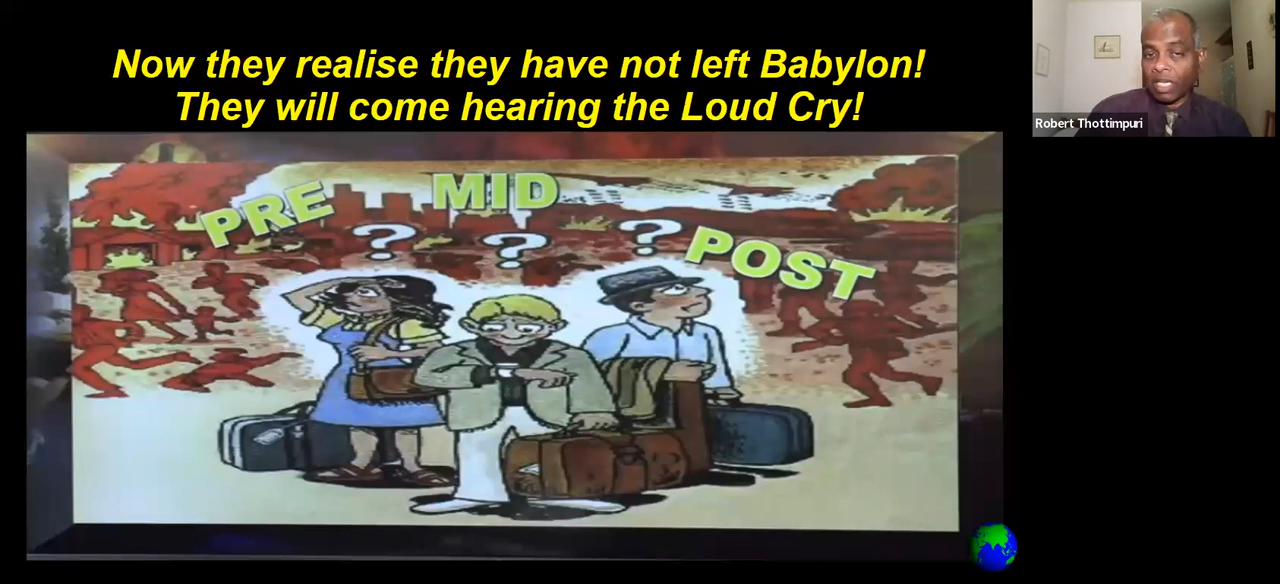 Now they realise they have not left Babylon!
They will come hearing the Loud Cry!
Robert Thottimpuri
PRE MID POST
? ? ?